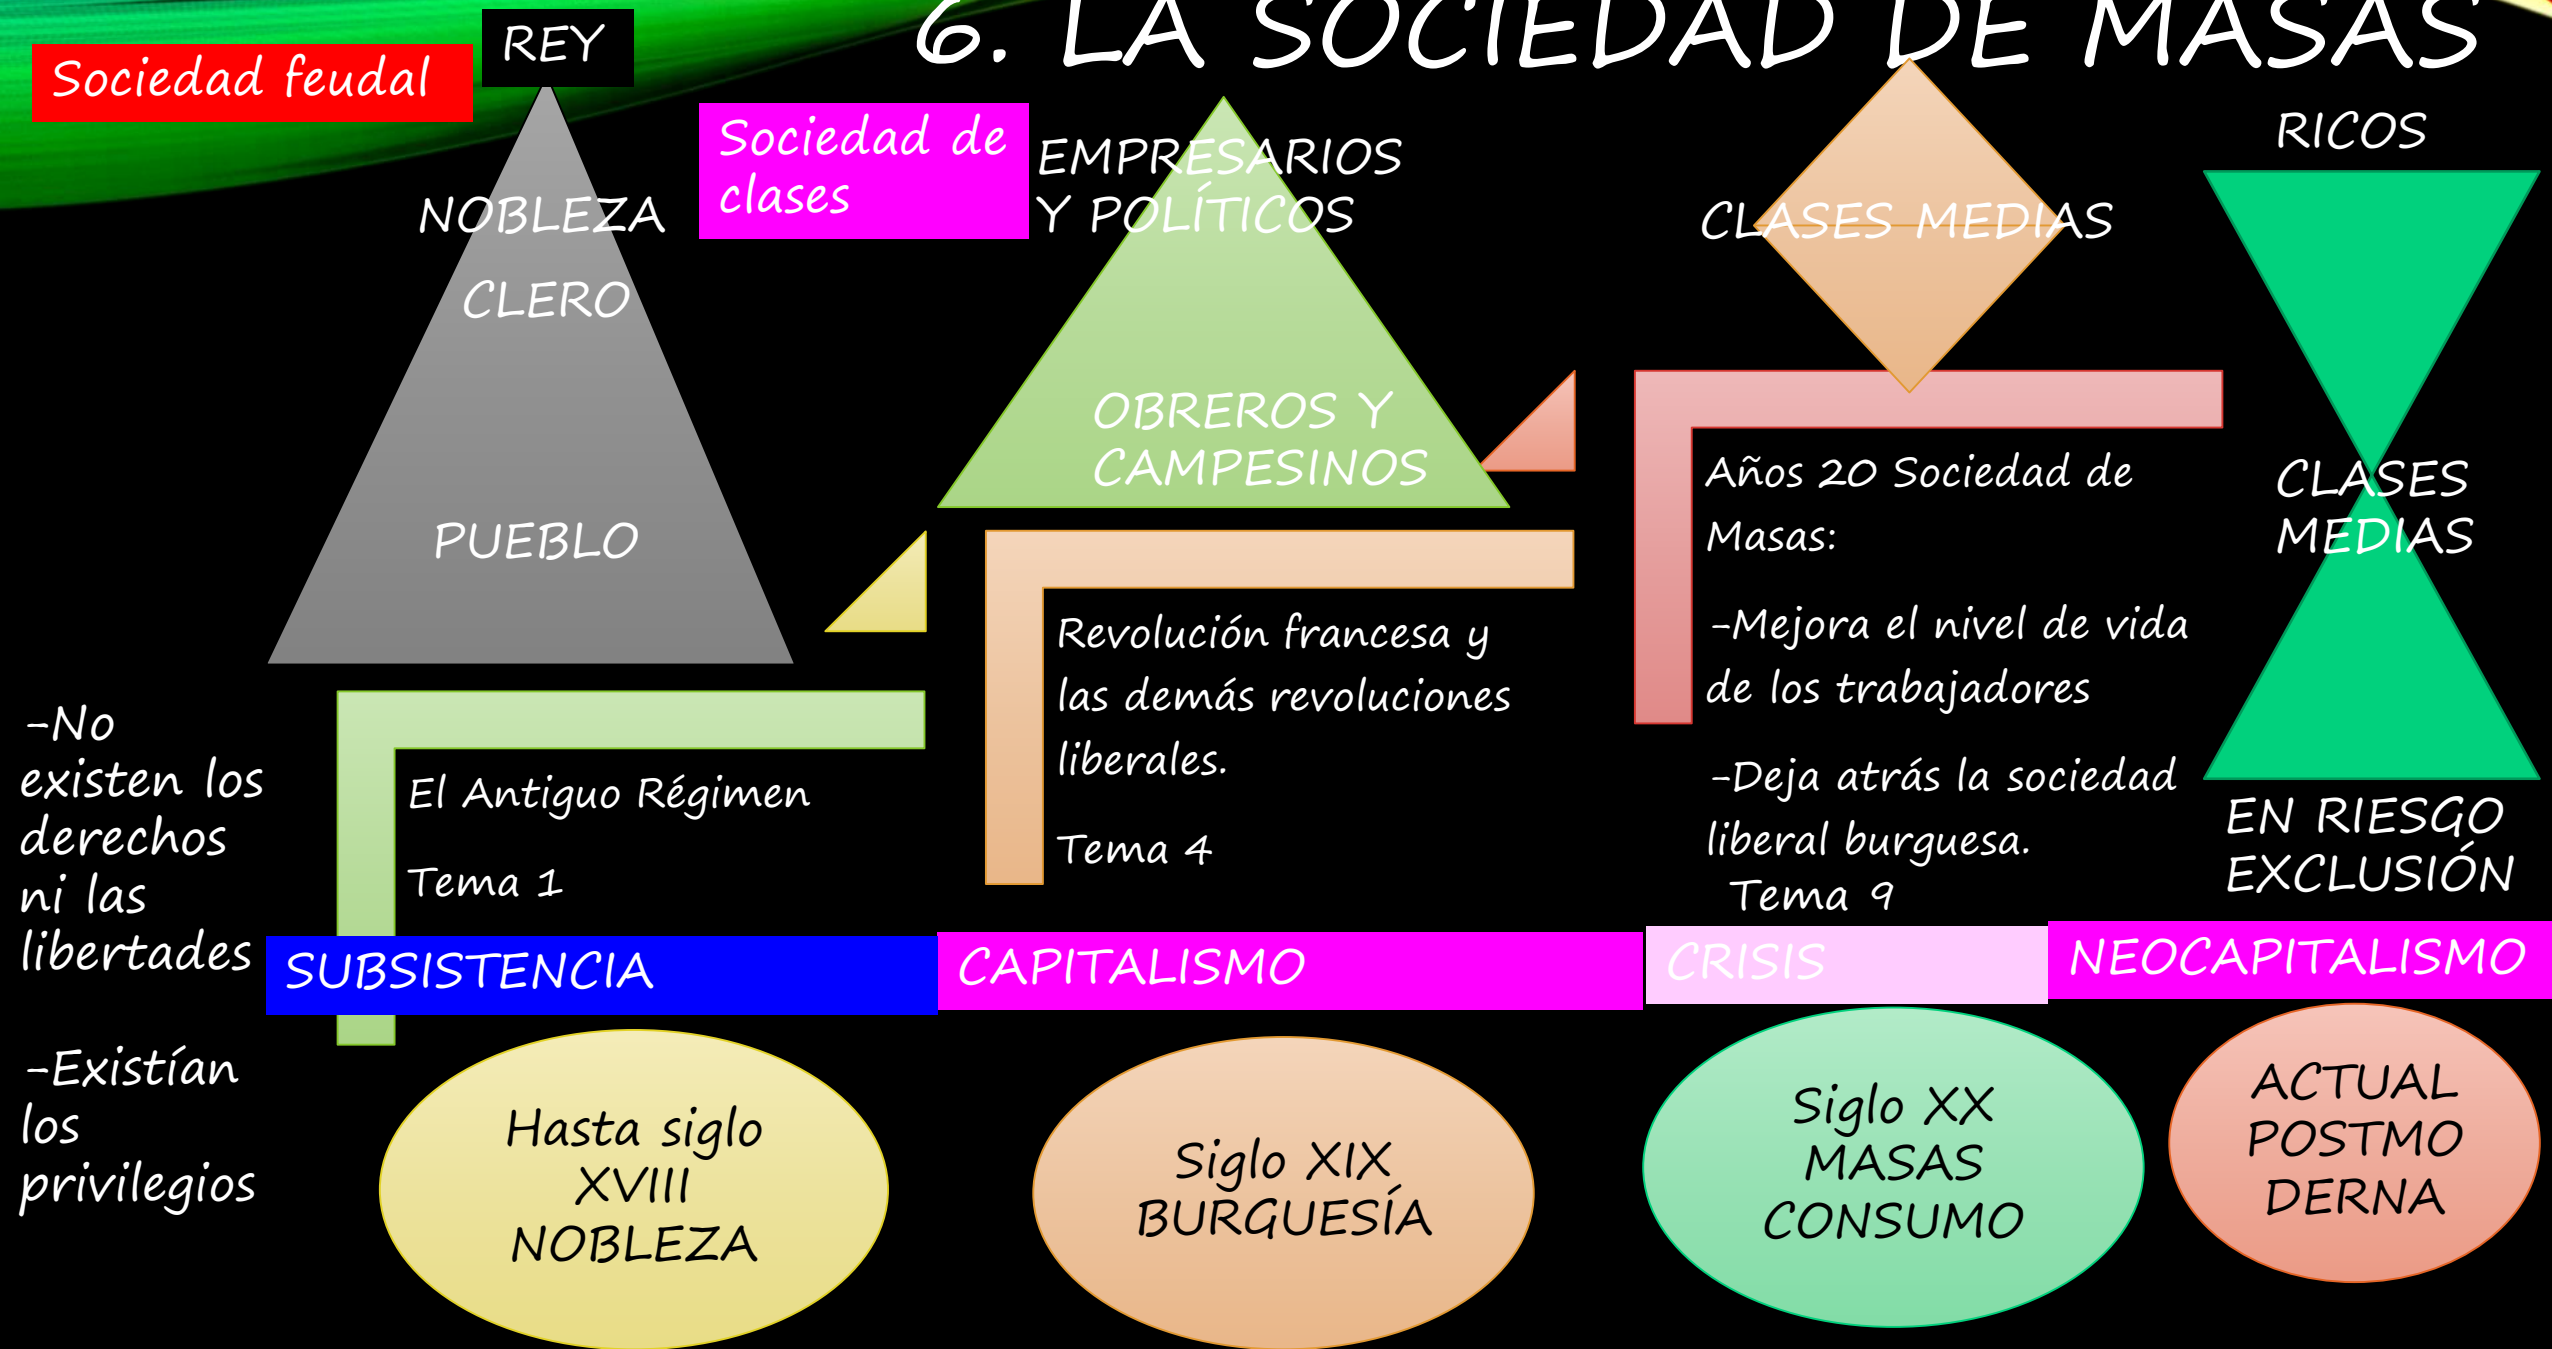 6. LA SOCIEDAD DE MASAS
Sociedad feudal
REY
NOBLEZA
CLERO
PUEBLO
-No
existen los
derechos
ni las
libertades
-Existían
los
privilegios
El Antiguo Régimen
Tema 1
SUBSISTENCIA
Hasta siglo
XVIII
NOBLEZA
Sociedad de
clases
EMPRESARIOS
Y POLÍTICOS
OBREROS Y
CAMPESINOS
Revolución francesa y
las demás revoluciones
liberales.
Tema 4
CAPITALISMO
Siglo XIX
BURGUESÍA
CLASES MEDIAS
Años 20 Sociedad de
Masas:
-Mejora el nivel de vida
de los trabajadores
-Deja atrás la sociedad
liberal burguesa.
Tema 9
CRISIS
Siglo XX
MASAS
CONSUMO
RICOS
CLASES
MEDIAS
EN RIESGO
EXCLUSIÓN
NEOCAPITALISMO
ACTUAL
POSTMO
DERNA